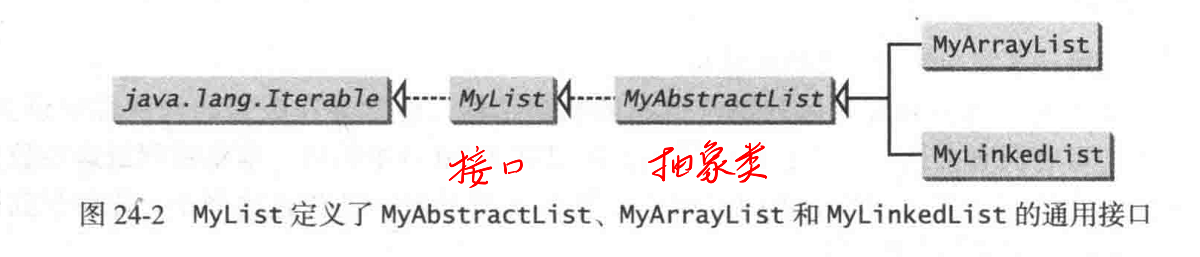 MyArrayList
java.lang.Iterable MyList MyAbstractList
接口 抽象类
MyLinkedList
图 24-2 MyList 定义了 MyAbstractList、MyArrayList 和 MyLinkedList 的通用接口